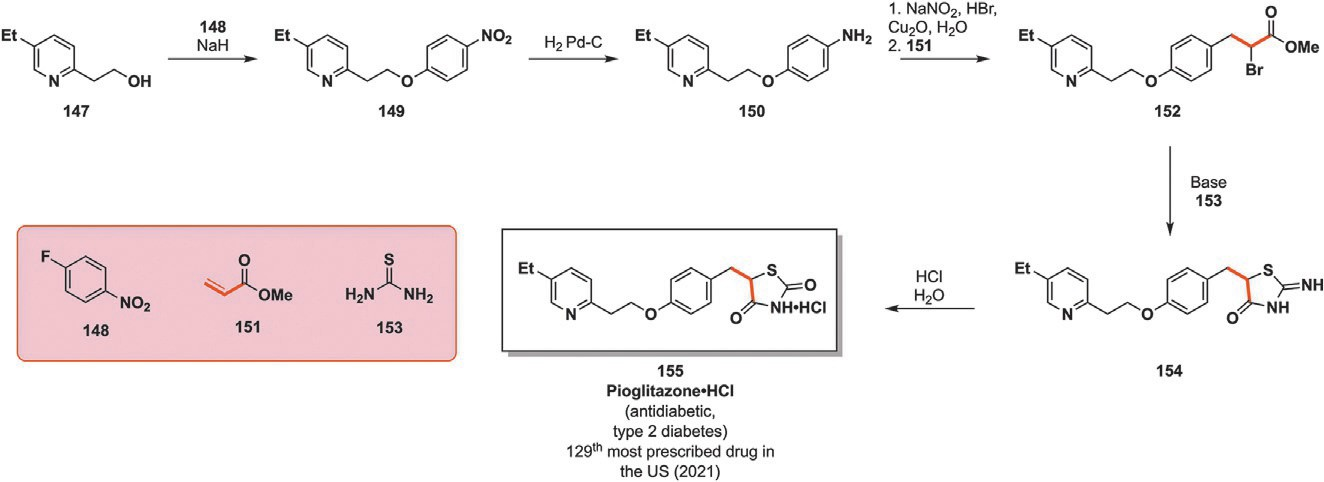 Et
N
OH
147
148
NaH
Et
N
O
NO₂
149
H₂ Pd-C
Et
N
O
NH₂
150
1. NaNO₂, HBr,
Cu₂O, H₂O
2. 151
Et
N
O
O
OMe
Br
152
Base
153
Et
N
O
S
NH
O
NH
154
HCl
H₂O
Et
N
O
S
O
O
NH•HCl
155
Pioglitazone•HCl
(antidiabetic,
type 2 diabetes)
129th most prescribed drug in
the US (2021)
F
NO₂
148
O
OMe
151
S
H₂N
NH₂
153